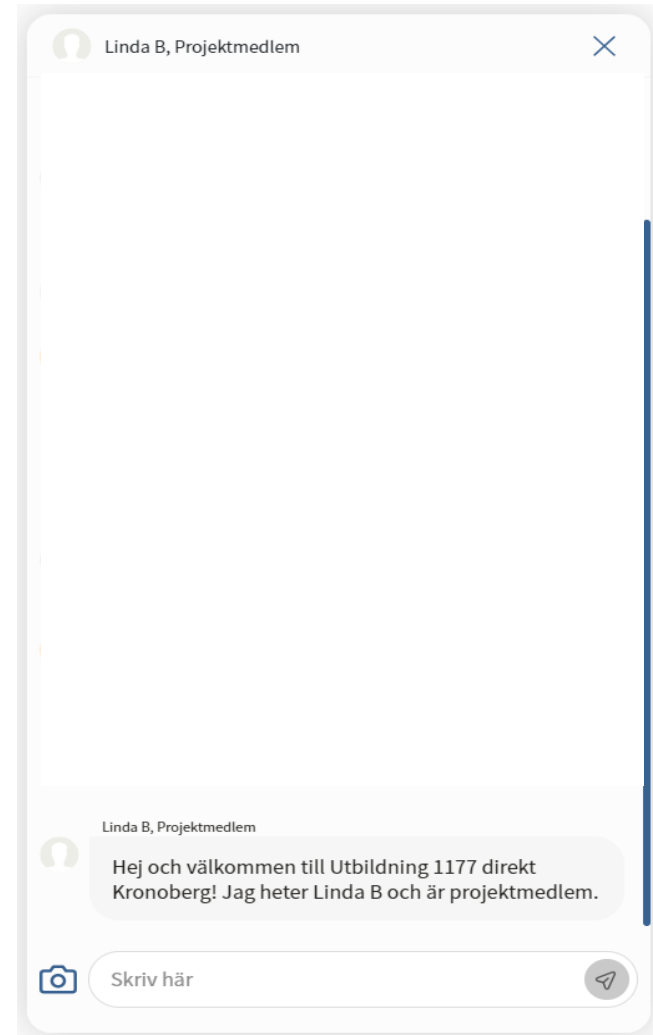 Linda B, Projektmedlem
Linda B, Projektmedlem
Hej och välkommen till Utbildning 1177 direkt
Kronoberg! Jag heter Linda B och är projektmedlem.
Skriv här